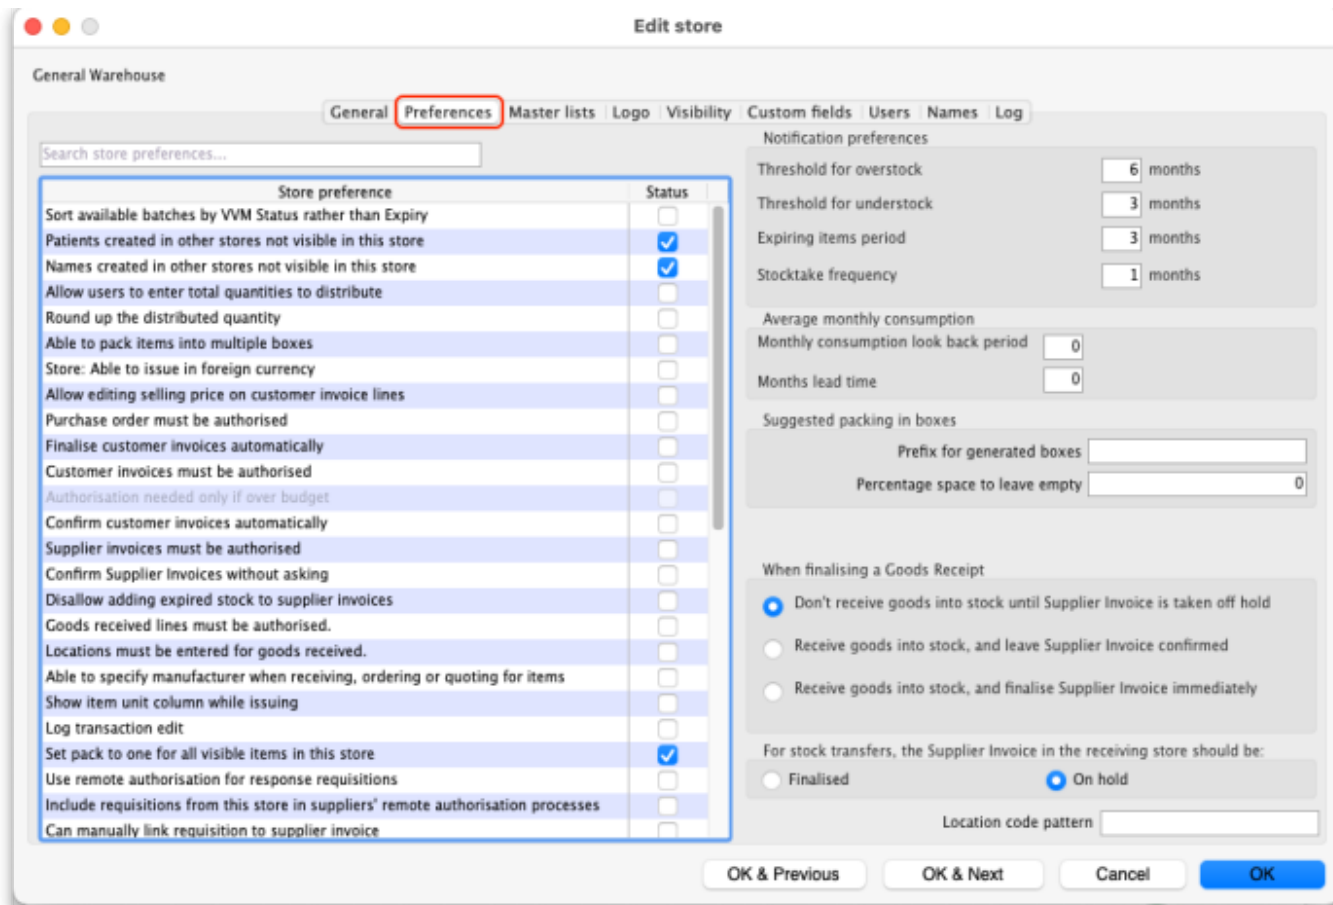 Edit store
General Warehouse
General Preferences Master lists Logo Visibility Custom fields Users Names Log
Search store preferences...
Store preference Status
Sort available batches by VVM Status rather than Expiry
Patients created in other stores not visible in this store
Names created in other stores not visible in this store
Allow users to enter total quantities to distribute
Round up the distributed quantity
Able to pack items into multiple boxes
Store: Able to issue in foreign currency
Allow editing selling price on customer invoice lines
Purchase order must be authorised
Finalise customer invoices automatically
Customer invoices must be authorised
Authorisation needed only if over budget
Confirm customer invoices automatically
Supplier invoices must be authorised
Confirm Supplier Invoices without asking
Disallow adding expired stock to supplier invoices
Goods received lines must be authorised.
Locations must be entered for goods received.
Able to specify manufacturer when receiving, ordering or quoting for items
Show item unit column while issuing
Log transaction edit
Set pack to one for all visible items in this store
Use remote authorisation for response requisitions
Include requisitions from this store in suppliers' remote authorisation processes
Can manually link requisition to supplier invoice
Notification preferences
Threshold for overstock 6 months
Threshold for understock 3 months
Expiring items period 3 months
Stocktake frequency 1 months
Average monthly consumption
Monthly consumption look back period 0
Months lead time 0
Suggested packing in boxes
Prefix for generated boxes
Percentage space to leave empty 0
When finalising a Goods Receipt
Don't receive goods into stock until Supplier Invoice is taken off hold
Receive goods into stock, and leave Supplier Invoice confirmed
Receive goods into stock, and finalise Supplier Invoice immediately
For stock transfers, the Supplier Invoice in the receiving store should be:
Finalised On hold
Location code pattern
OK & Previous OK & Next Cancel OK